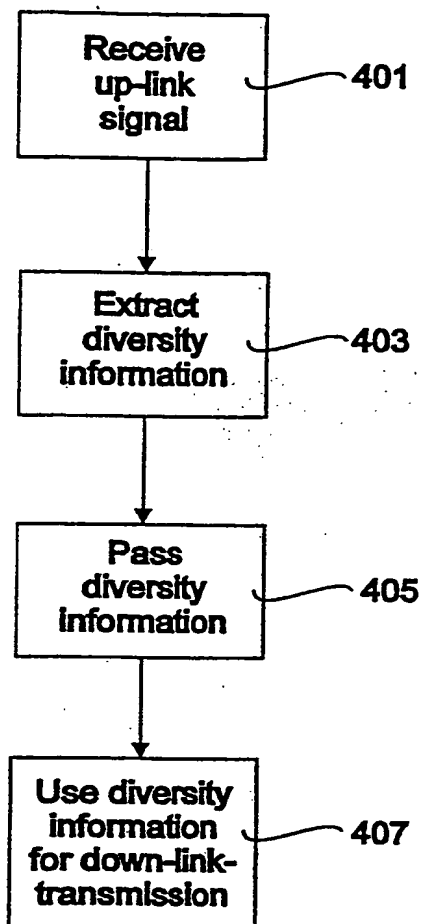 Receive
up-link
signal
401
Extract
diversity
information
403
Pass
diversity
information
405
Use diversity
information
for down-link-
transmission
407